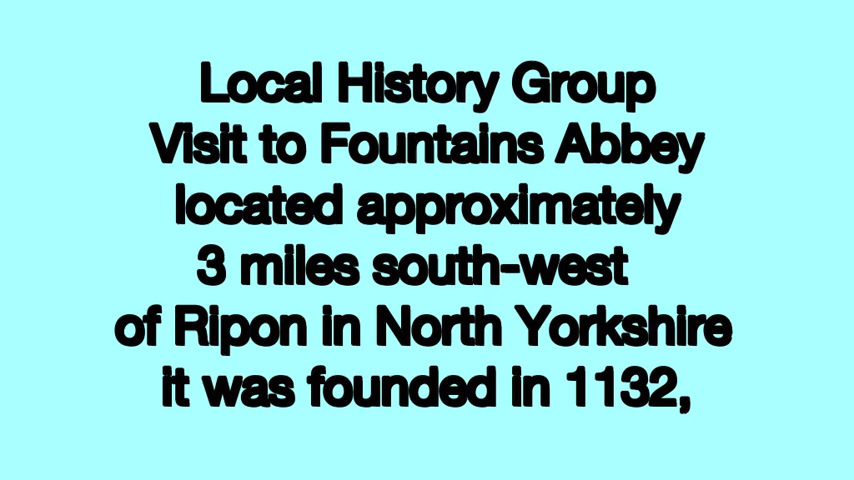 Local History Group
Visit to Fountains Abbey
located approximately
3 miles south-west
of Ripon in North Yorkshire
it was founded in 1132,